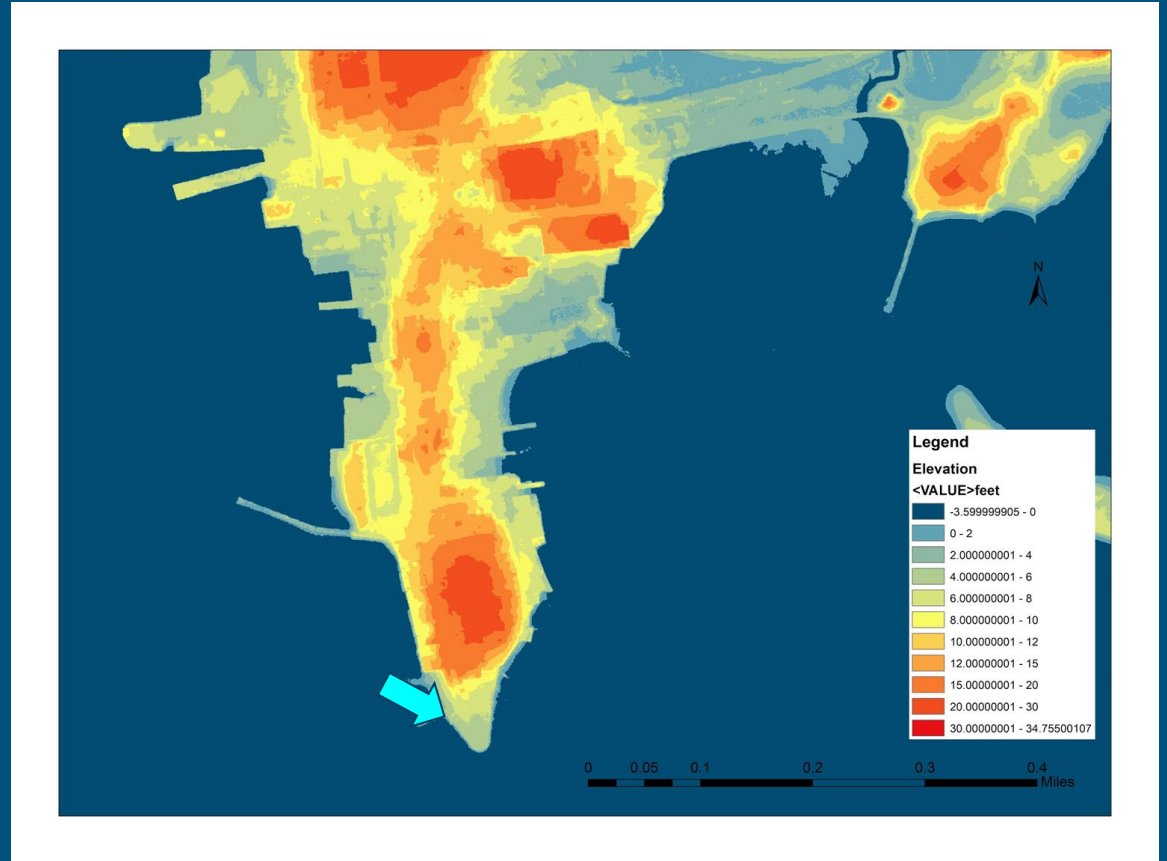 N
Legend
Elevation
<VALUE>feet
-3.599999905 - 0
0 - 2
2.000000001 - 4
4.000000001 - 6
6.000000001 - 8
8.000000001 - 10
10.00000001 - 12
12.00000001 - 15
15.00000001 - 20
20.00000001 - 30
30.00000001 - 34.75500107
0 0.05 0.1 0.2 0.3 0.4
Miles